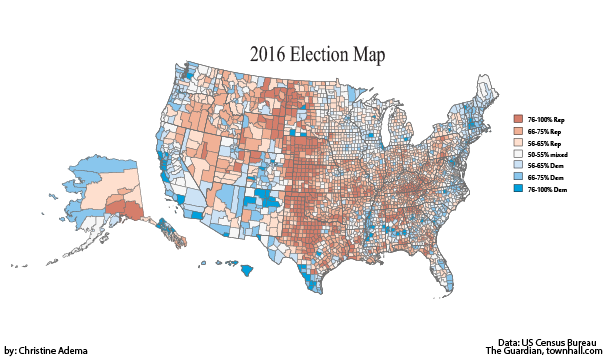 2016 Election Map
76-100% Rep
66-75% Rep
56-65% Rep
50-55% mixed
56-65% Dem
66-75% Dem
76-100% Dem
by: Christine Adema
Data: US Census Bureau
The Guardian, townhall.com